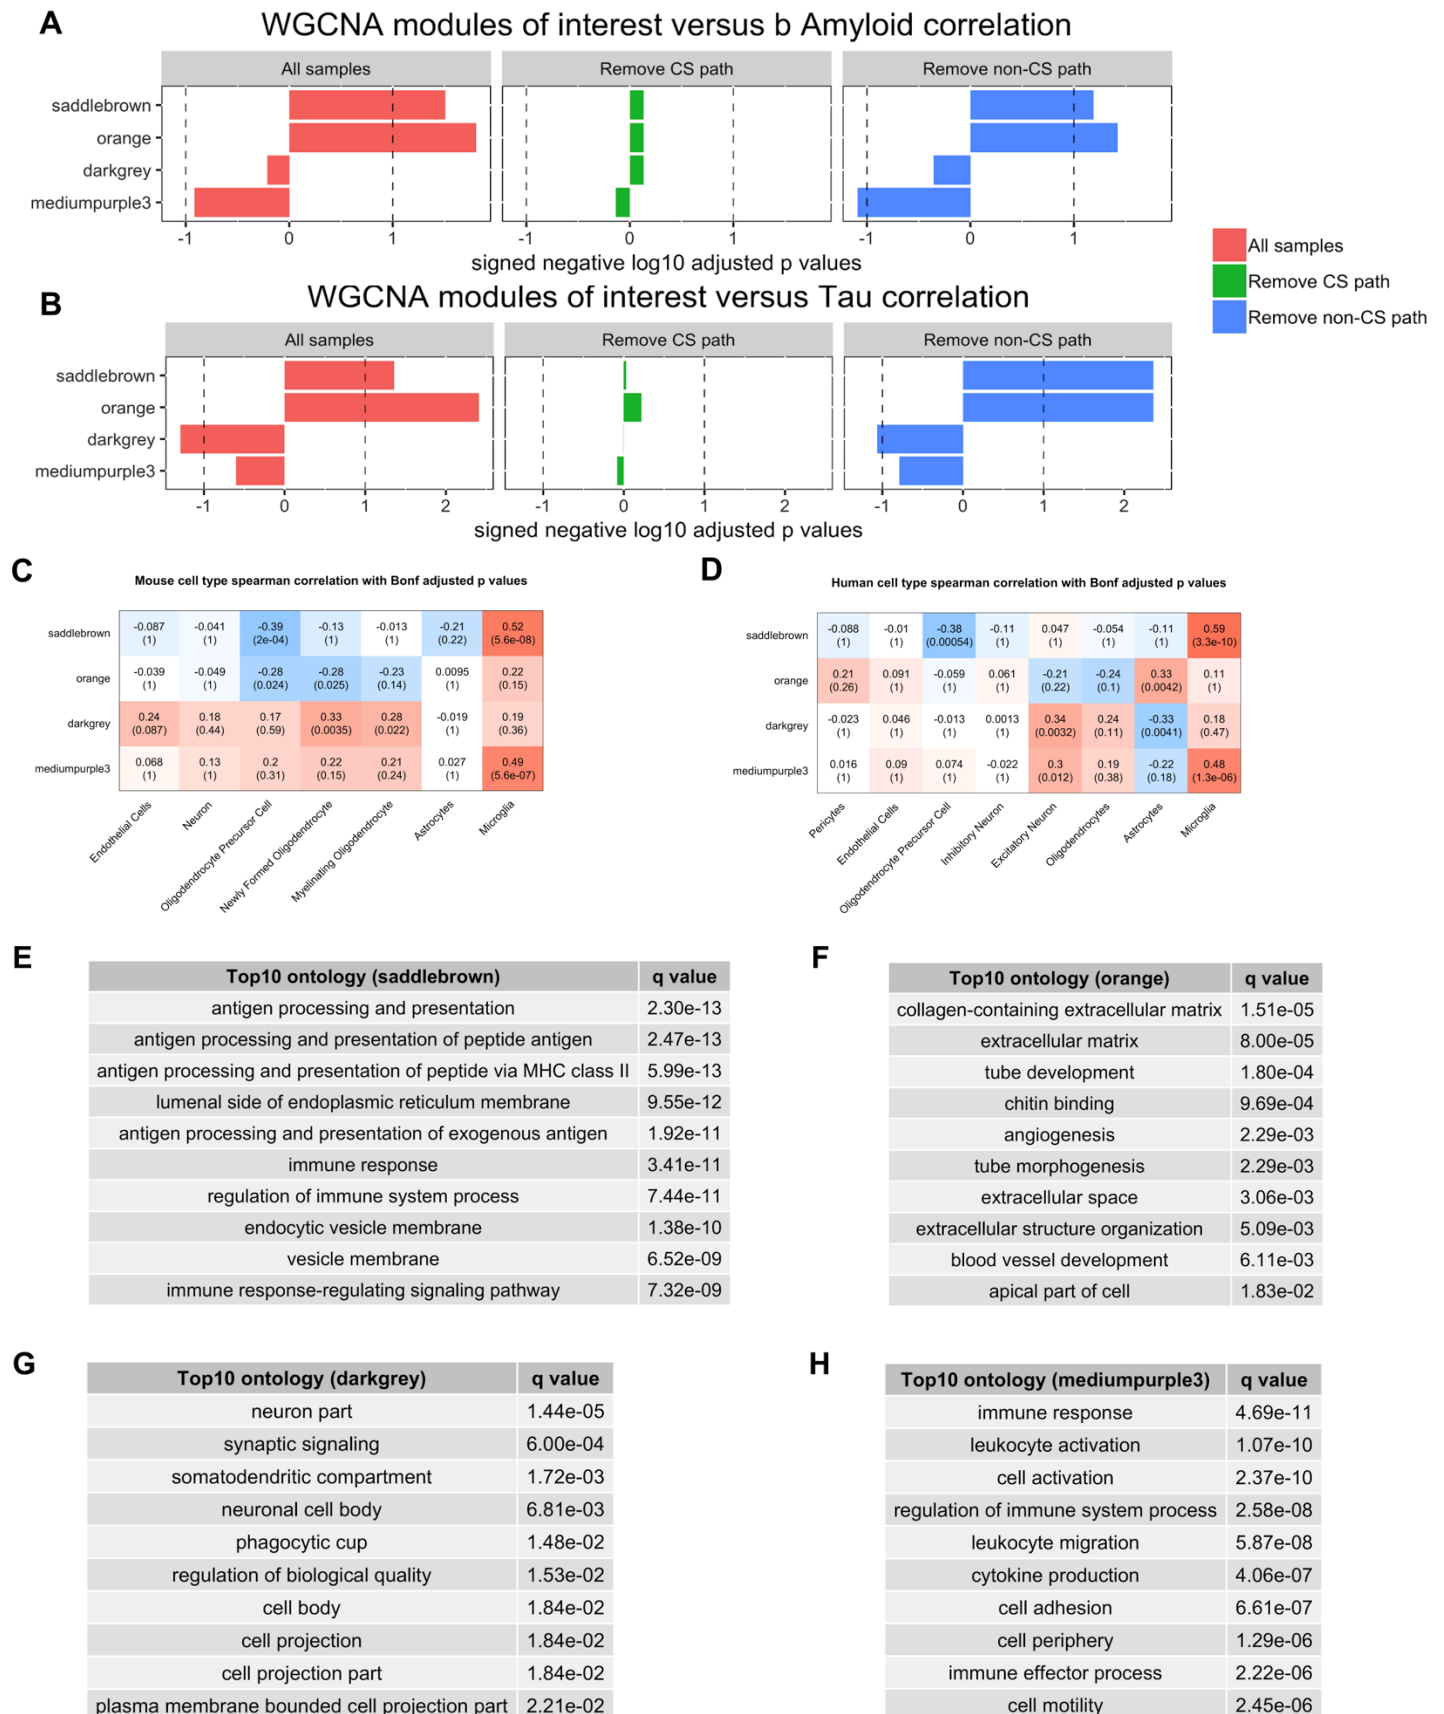 A
WGCNA modules of interest versus b Amyloid correlation
All samples
Remove CS path
Remove non-CS path
saddlebrown
orange
darkgrey
mediumpurple3
-1 0 1 -1 0 1 -1 0 1
signed negative log10 adjusted p values
All samples
Remove CS path
Remove non-CS path
B
WGCNA modules of interest versus Tau correlation
All samples
Remove CS path
Remove non-CS path
saddlebrown
orange
darkgrey
mediumpurple3
-1 0 1 2 -1 0 1 2 -1 0 1 2
signed negative log10 adjusted p values
C
Mouse cell type spearman correlation with Bonf adjusted p values
saddlebrown
-0.087 -0.041 -0.39 -0.13 -0.013 -0.21 0.52
(1) (1) (2e-04) (1) (1) (0.22) (5.6e-08)
orange
-0.039 -0.049 -0.28 -0.28 -0.23 0.0095 0.22
(1) (1) (0.024) (0.025) (0.14) (1) (0.15)
darkgrey
0.24 0.18 0.17 0.33 0.28 -0.019 0.19
(0.087) (0.44) (0.59) (0.0035) (0.022) (1) (0.36)
mediumpurple3
0.068 0.13 0.2 0.22 0.21 0.027 0.49
(1) (1) (0.31) (0.15) (0.24) (1) (5.6e-07)
Endothelial Cells
Neuron
Oligodendrocyte Precursor Cell
Newly Formed Oligodendrocyte
Myelinating Oligodendrocyte
Astrocytes
Microglia
D
Human cell type spearman correlation with Bonf adjusted p values
saddlebrown
-0.088 -0.01 -0.38 -0.11 0.047 -0.054 -0.11 0.59
(1) (1) (0.00054) (1) (1) (1) (1) (3.3e-10)
orange
0.21 0.091 -0.059 0.061 -0.21 -0.24 0.33 0.11
(0.26) (1) (1) (1) (0.22) (0.1) (0.0042) (1)
darkgrey
-0.023 0.046 -0.013 0.0013 0.34 0.24 -0.33 0.18
(1) (1) (1) (1) (0.0032) (0.11) (0.0041) (0.47)
mediumpurple3
0.016 0.09 0.074 -0.022 0.3 0.19 -0.22 0.48
(1) (1) (1) (1) (0.012) (0.38) (0.18) (1.3e-06)
Pericytes
Endothelial Cells
Oligodendrocyte Precursor Cell
Inhibitory Neuron
Excitatory Neuron
Oligodendrocytes
Astrocytes
Microglia
E
Top10 ontology (saddlebrown) q value
antigen processing and presentation 2.30e-13
antigen processing and presentation of peptide antigen 2.47e-13
antigen processing and presentation of peptide via MHC class II 5.99e-13
lumenal side of endoplasmic reticulum membrane 9.55e-12
antigen processing and presentation of exogenous antigen 1.92e-11
immune response 3.41e-11
regulation of immune system process 7.44e-11
endocytic vesicle membrane 1.38e-10
vesicle membrane 6.52e-09
immune response-regulating signaling pathway 7.32e-09
F
Top10 ontology (orange) q value
collagen-containing extracellular matrix 1.51e-05
extracellular matrix 8.00e-05
tube development 1.80e-04
chitin binding 9.69e-04
angiogenesis 2.29e-03
tube morphogenesis 2.29e-03
extracellular space 3.06e-03
extracellular structure organization 5.09e-03
blood vessel development 6.11e-03
apical part of cell 1.83e-02
G
Top10 ontology (darkgrey) q value
neuron part 1.44e-05
synaptic signaling 6.00e-04
somatodendritic compartment 1.72e-03
neuronal cell body 6.81e-03
phagocytic cup 1.48e-02
regulation of biological quality 1.53e-02
cell body 1.84e-02
cell projection 1.84e-02
cell projection part 1.84e-02
plasma membrane bounded cell projection part 2.21e-02
H
Top10 ontology (mediumpurple3) q value
immune response 4.69e-11
leukocyte activation 1.07e-10
cell activation 2.37e-10
regulation of immune system process 2.58e-08
leukocyte migration 5.87e-08
cytokine production 4.06e-07
cell adhesion 6.61e-07
cell periphery 1.29e-06
immune effector process 2.22e-06
cell motility 2.45e-06